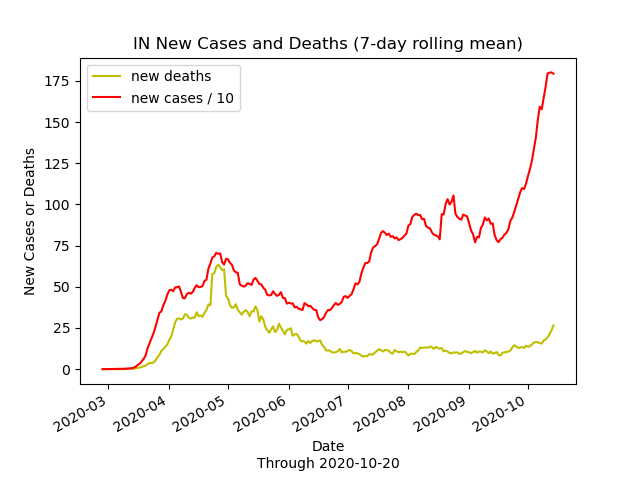 IN New Cases and Deaths (7-day rolling mean)
new deaths
new cases / 10
175
150
125
100
75
50
25
0
New Cases or Deaths
2020-03
2020-04
2020-05
2020-06
2020-07
2020-08
2020-09
2020-10
Date
Through 2020-10-20